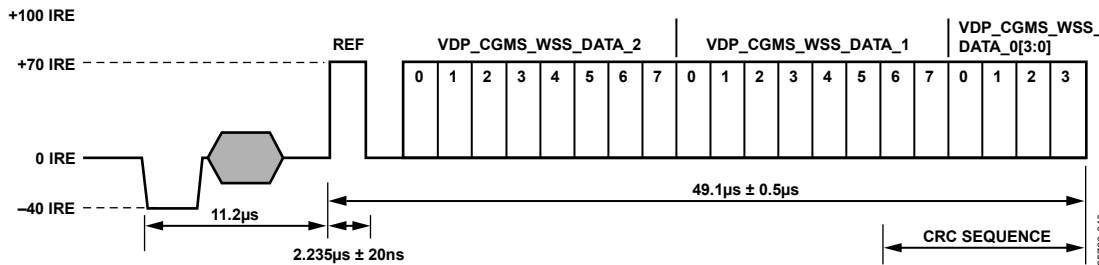 +100 IRE
REF
VDP_CGMS_WSS_DATA_2
VDP_CGMS_WSS_DATA_1
VDP_CGMS_WSS_
DATA_0[3:0]
+70 IRE
0 1 2 3 4 5 6 7 0 1 2 3 4 5 6 7 0 1 2 3
0 IRE
–40 IRE
49.1µs ± 0.5µs
11.2µs
CRC SEQUENCE
2.235µs ± 20ns